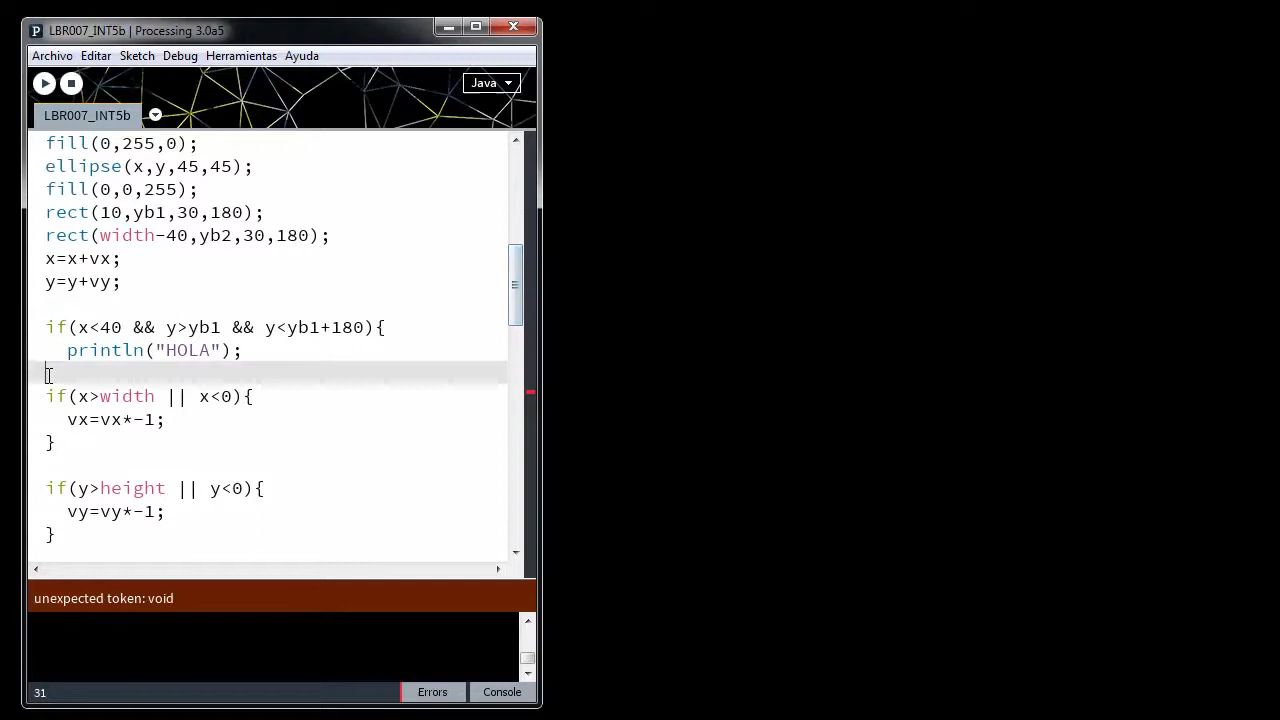 LBR007_INT5b | Processing 3.0a5
Archivo Editar Sketch Debug Herramientas Ayuda
Java
LBR007_INT5b
fill(0,255,0);
ellipse(x,y,45,45);
fill(0,0,255);
rect(10,yb1,30,180);
rect(width-40,yb2,30,180);
x=x+vx;
y=y+vy;
if(x<40 && y>yb1 && y<yb1+180){
println("HOLA");
if(x>width || x<0){
vx=vx*-1;
}
if(y>height || y<0){
vy=vy*-1;
}
unexpected token: void
31 Errors Console